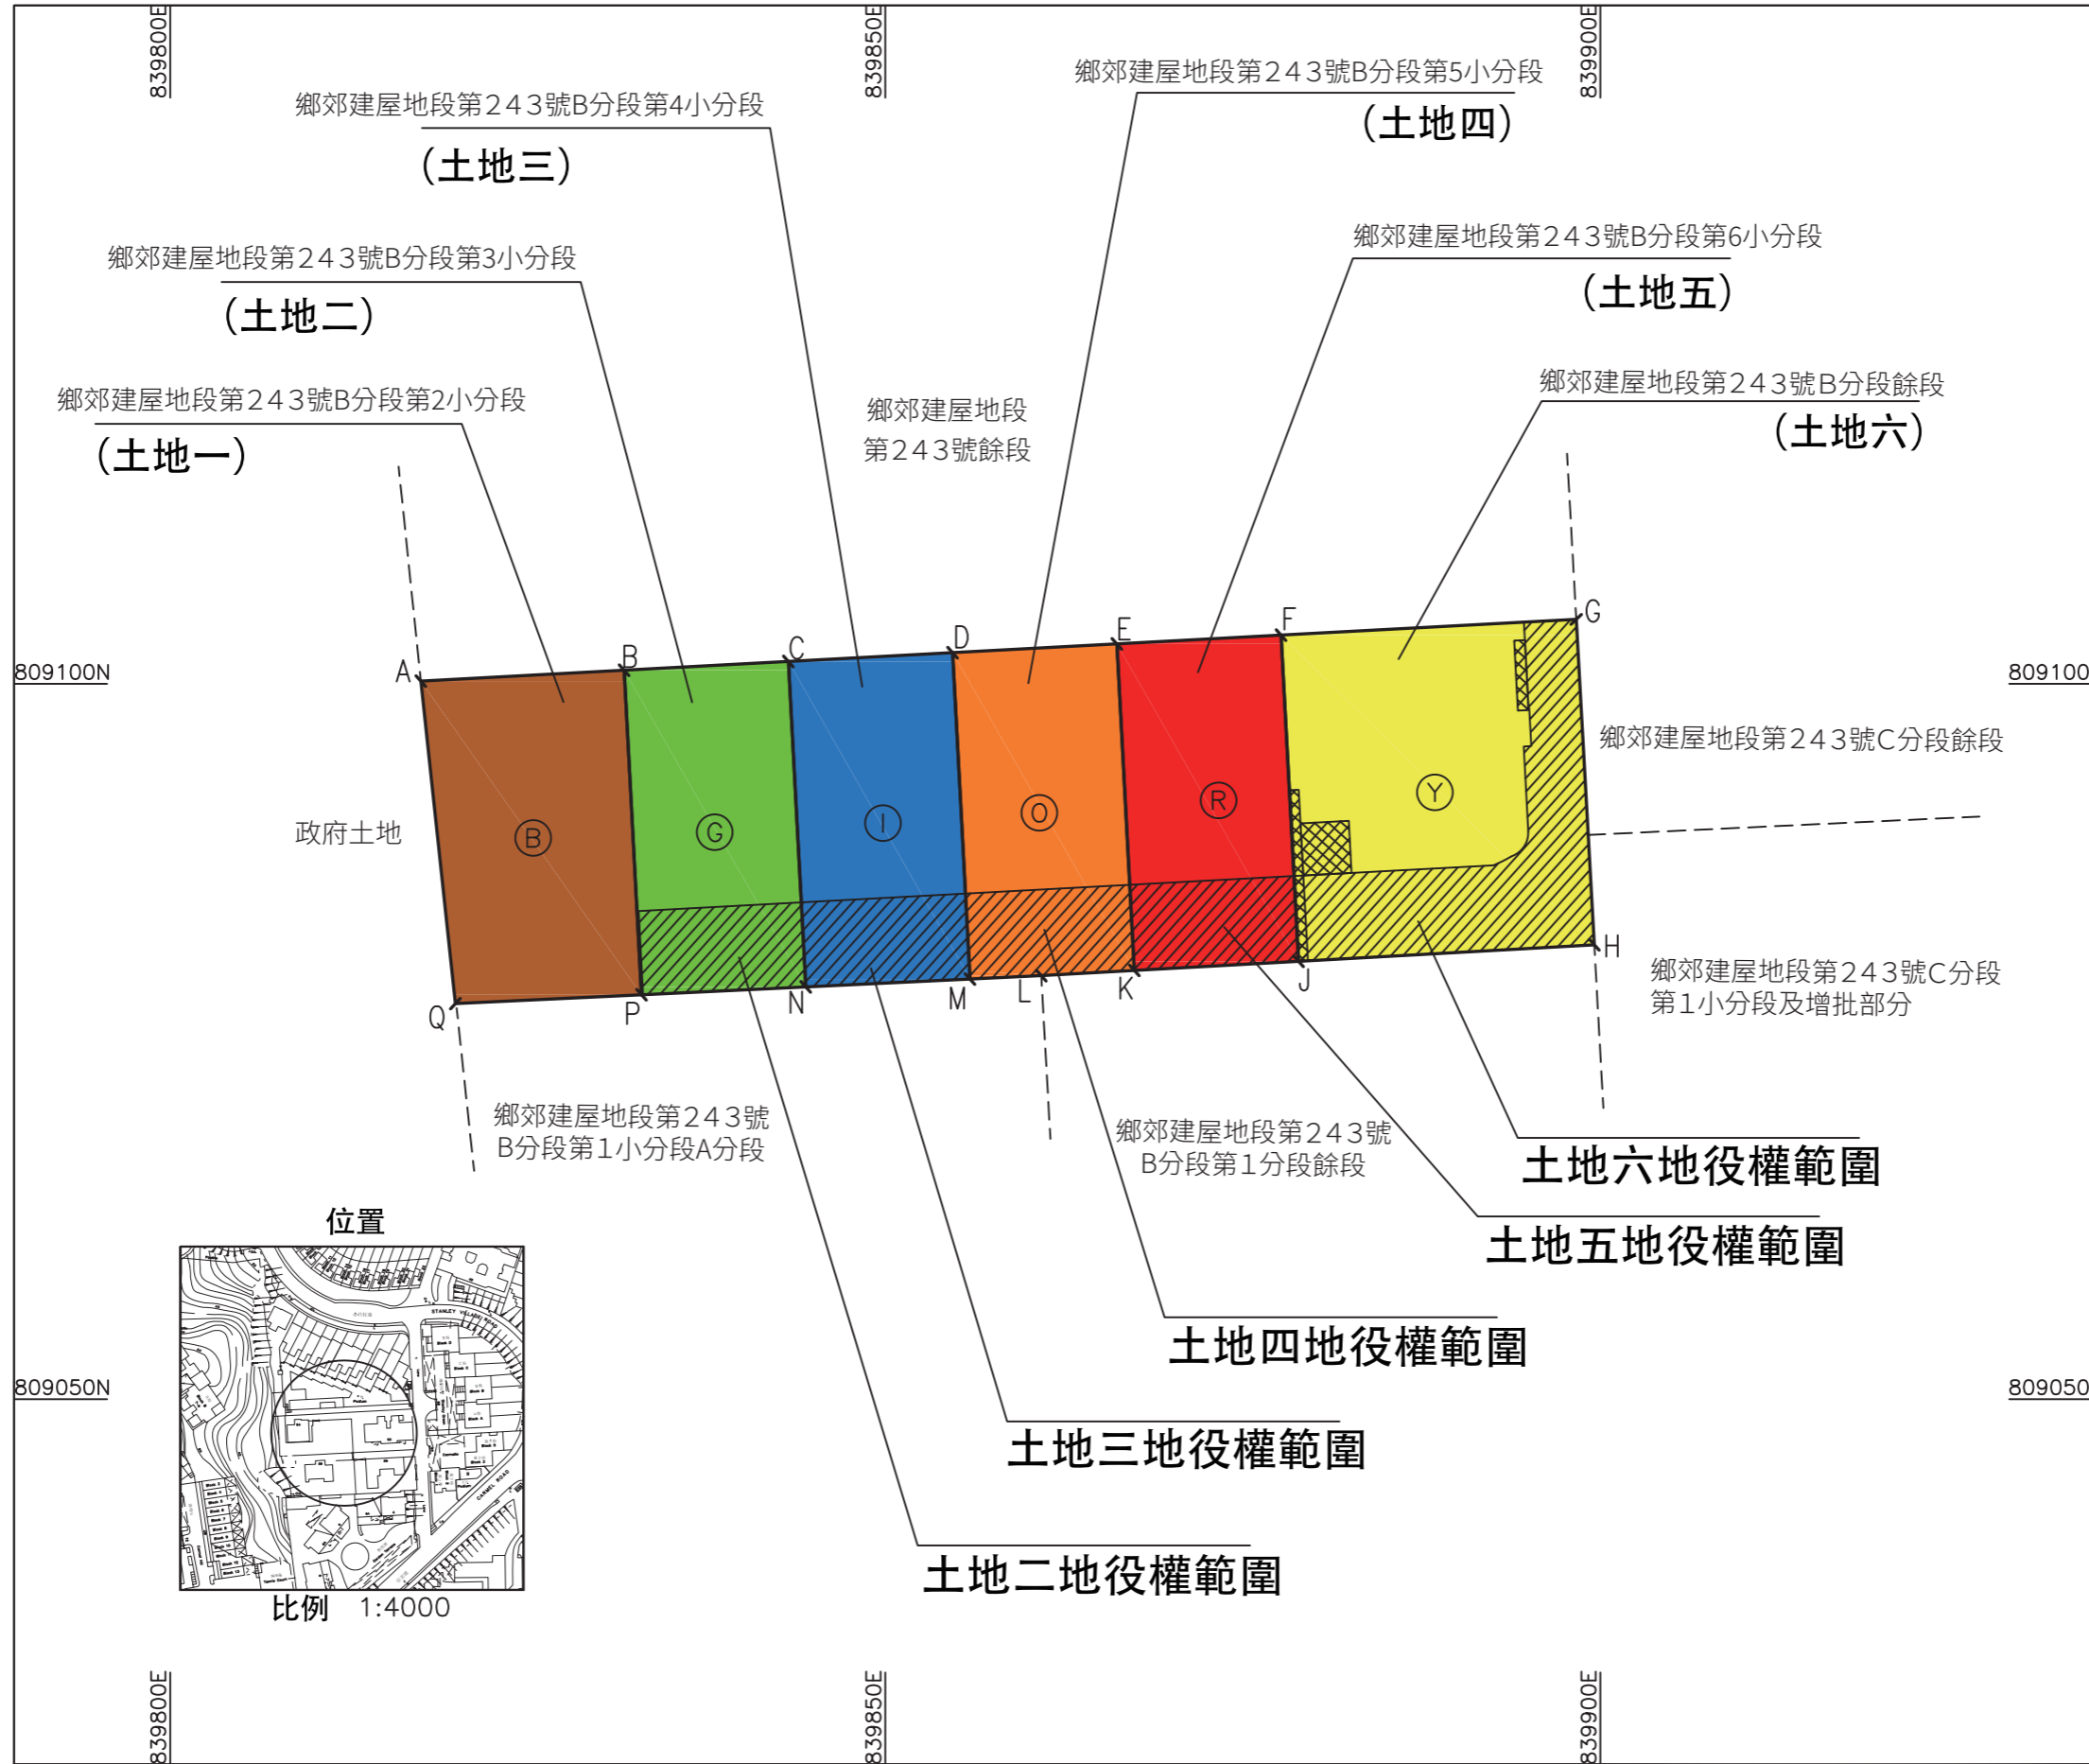 839800E
839850E
839900E
鄉郊建屋地段第243號B分段第5小分段
(土地四)
鄉郊建屋地段第243號B分段第4小分段
(土地三)
鄉郊建屋地段第243號B分段第6小分段
(土地五)
鄉郊建屋地段第243號B分段第3小分段
(土地二)
鄉郊建屋地段第243號B分段餘段
(土地六)
鄉郊建屋地段第243號B分段第2小分段
(土地一)
鄉郊建屋地段
第243號餘段
A
B
C
D
E
F
G
809100N
809100
鄉郊建屋地段第243號C分段餘段
政府土地
B
G
I
O
R
Y
Q
P
N
M
L
K
J
H
鄉郊建屋地段第243號C分段
第1小分段及增批部分
鄉郊建屋地段第243號
B分段第1小分段A分段
鄉郊建屋地段第243號
B分段第1分段餘段
土地六地役權範圍
土地五地役權範圍
土地四地役權範圍
土地三地役權範圍
土地二地役權範圍
位置
STANLEY VILLAGE ROAD
CARMEL ROAD
比例 1:4000
809050N
809050
839800E
839850E
839900E